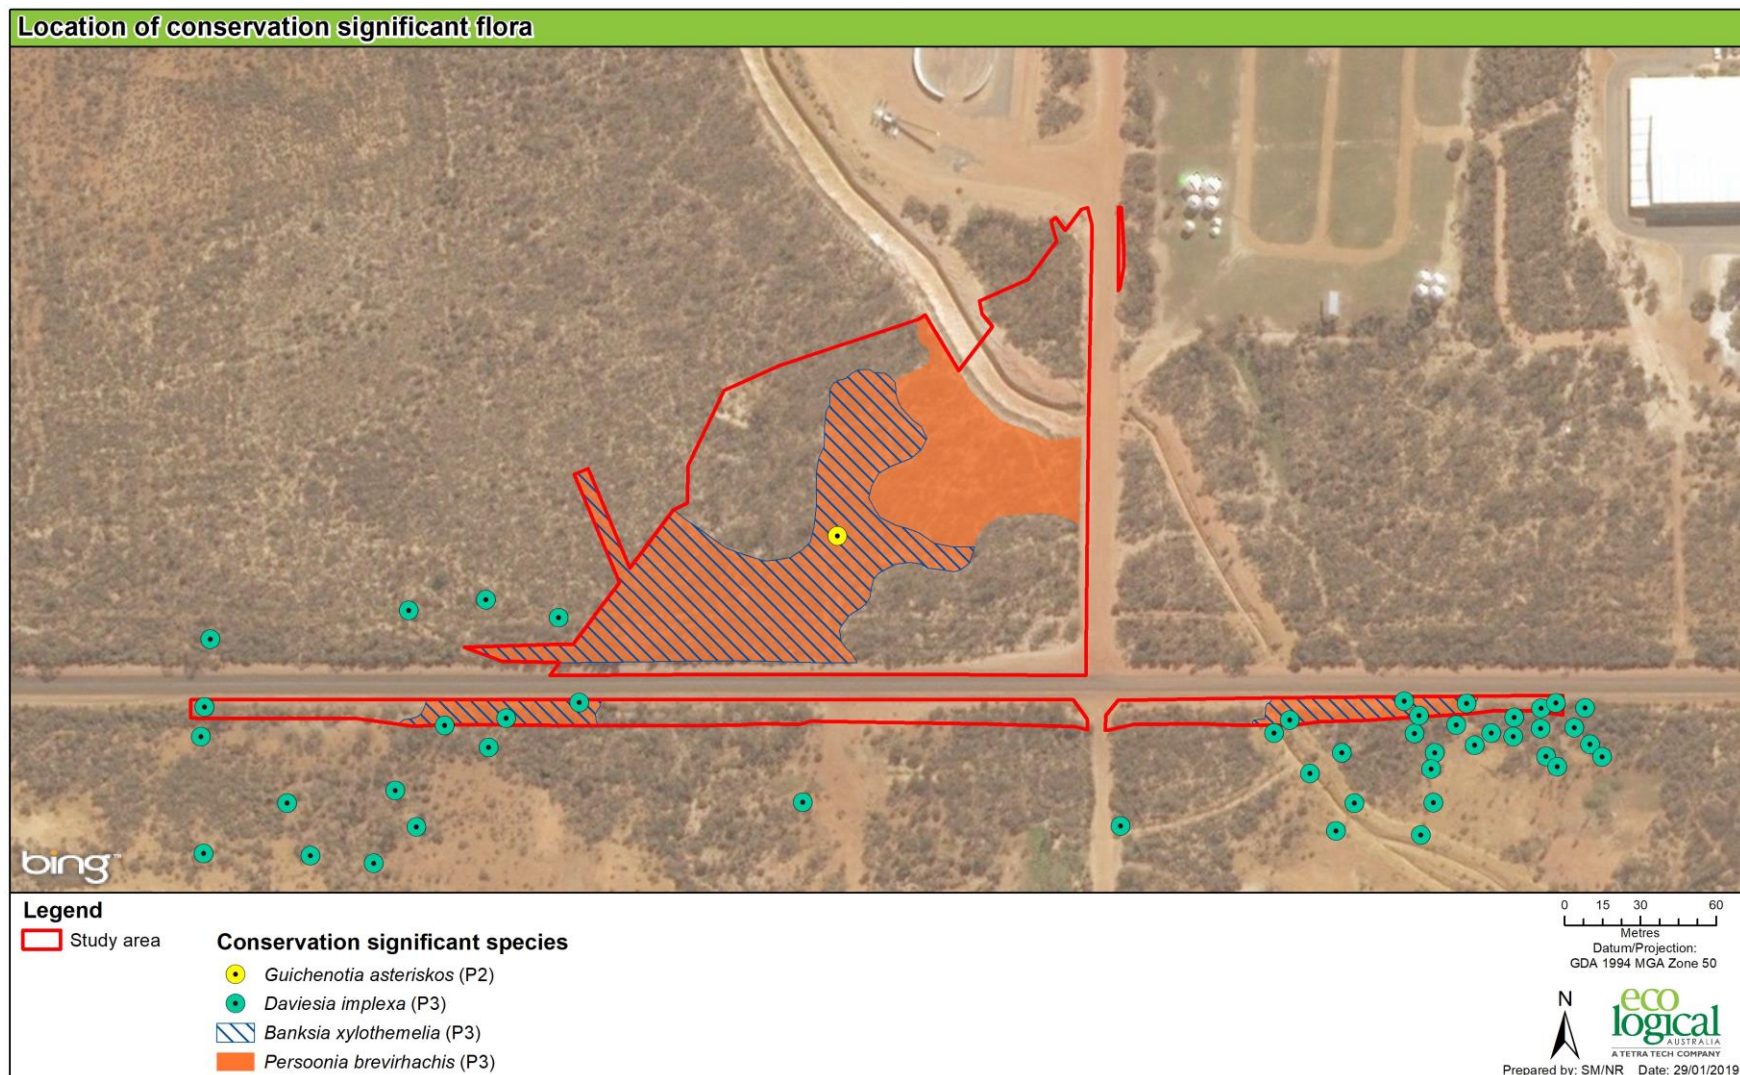 Location of conservation significant flora
bing™
Legend
Study area
Conservation significant species
Guichenotia asteriskos (P2)
Daviesia implexa (P3)
Banksia xylothemelia (P3)
Persoonia brevirhachis (P3)
0 15 30 60
Metres
Datum/Projection:
GDA 1994 MGA Zone 50
N
eco
logical
AUSTRALIA
A TETRA TECH COMPANY
Prepared by: SM/NR Date: 29/01/2019